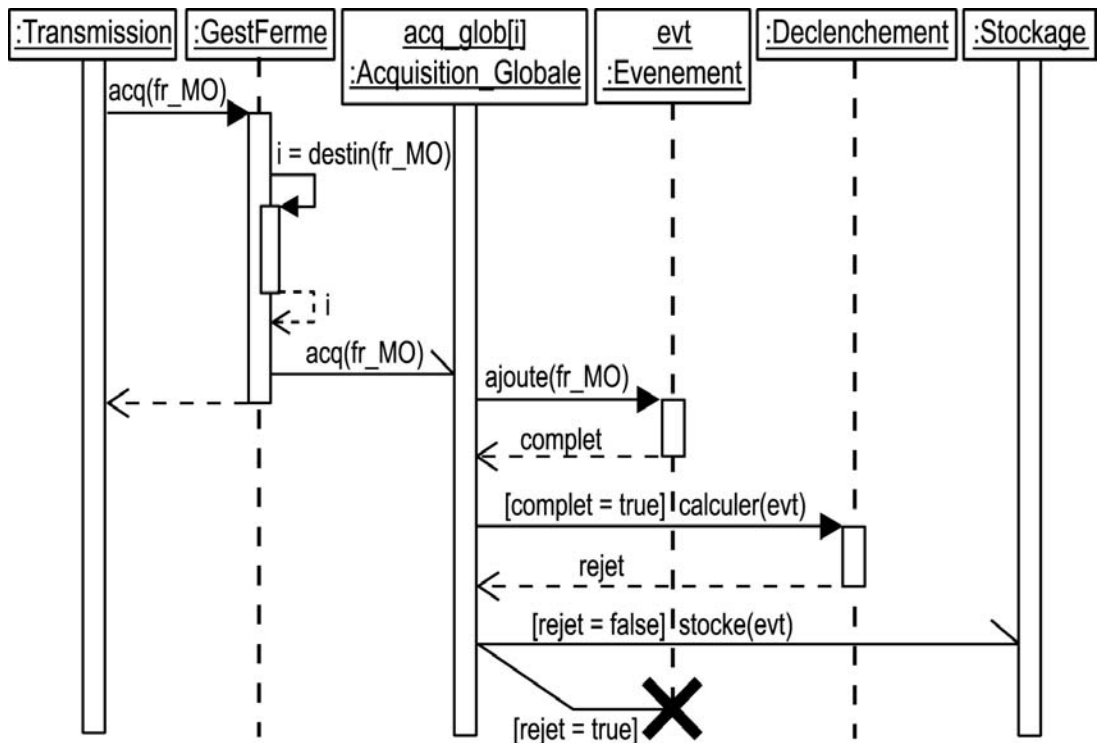 :Transmission
:GestFerme
acq_glob[i]
:Acquisition_Globale
evt
:Evenement
:Declenchement
:Stockage
acq(fr_MO)
i = destin(fr_MO)
i
acq(fr_MO)
ajoute(fr_MO)
complet
[complet = true] calculer(evt)
rejet
[rejet = false] stocke(evt)
[rejet = true]